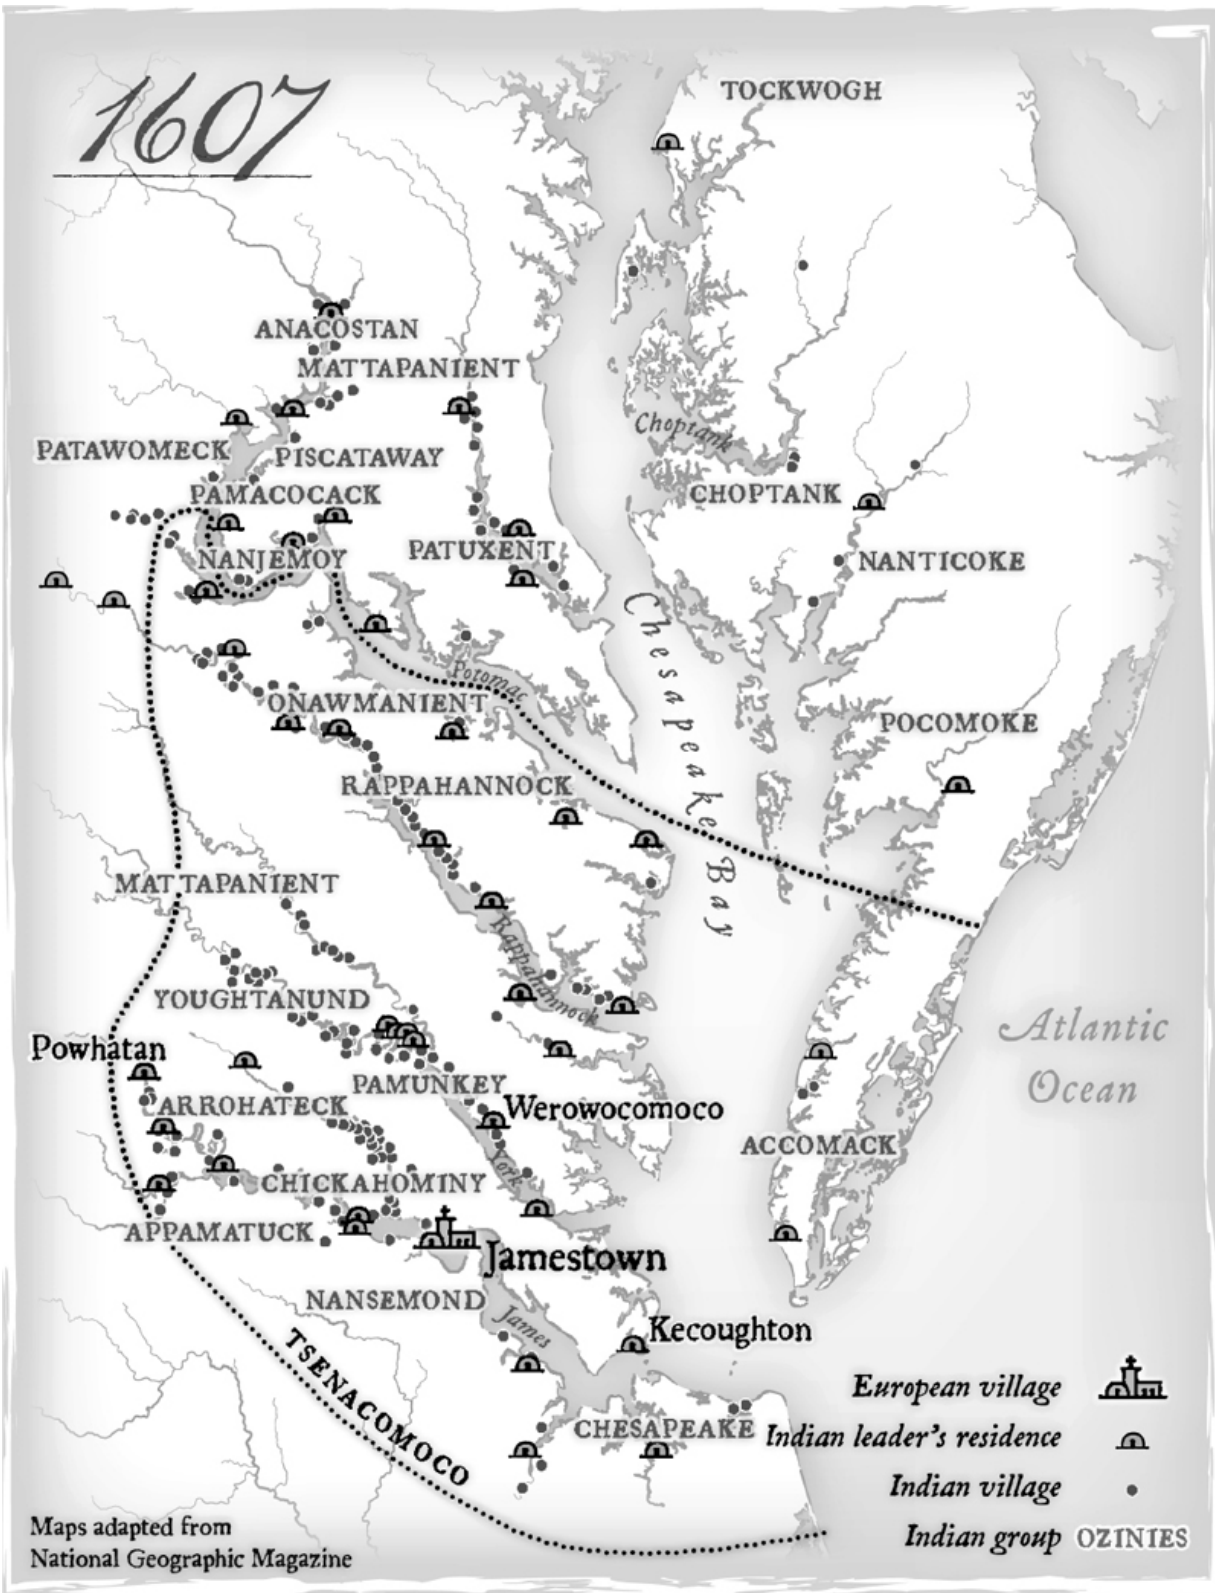 1607
TOCKWOGH
ANACOSTAN
MATTAPANIENT
Choptank
PATAWOMECK
PISCATAWAY
PAMACOCACK
CHOPTANK
NANJEMOY
PATUXENT
NANTICOKE
Chesapeake Bay
Potomac
ONAWMANIENT
POCOMOKE
RAPPAHANNOCK
MATTAPANIENT
Rappahannock
YOUGHTANUND
Atlantic
Ocean
Powhatan
PAMUNKEY
ARROHATECK
Werowocomoco
ACCOMACK
York
CHICKAHOMINY
APPAMATUCK
Jamestown
NANSEMOND
James
Kecoughton
TSENACOMOCO
CHESAPEAKE
European village
Indian leader's residence
Indian village
Indian group OZINIES
Maps adapted from
National Geographic Magazine